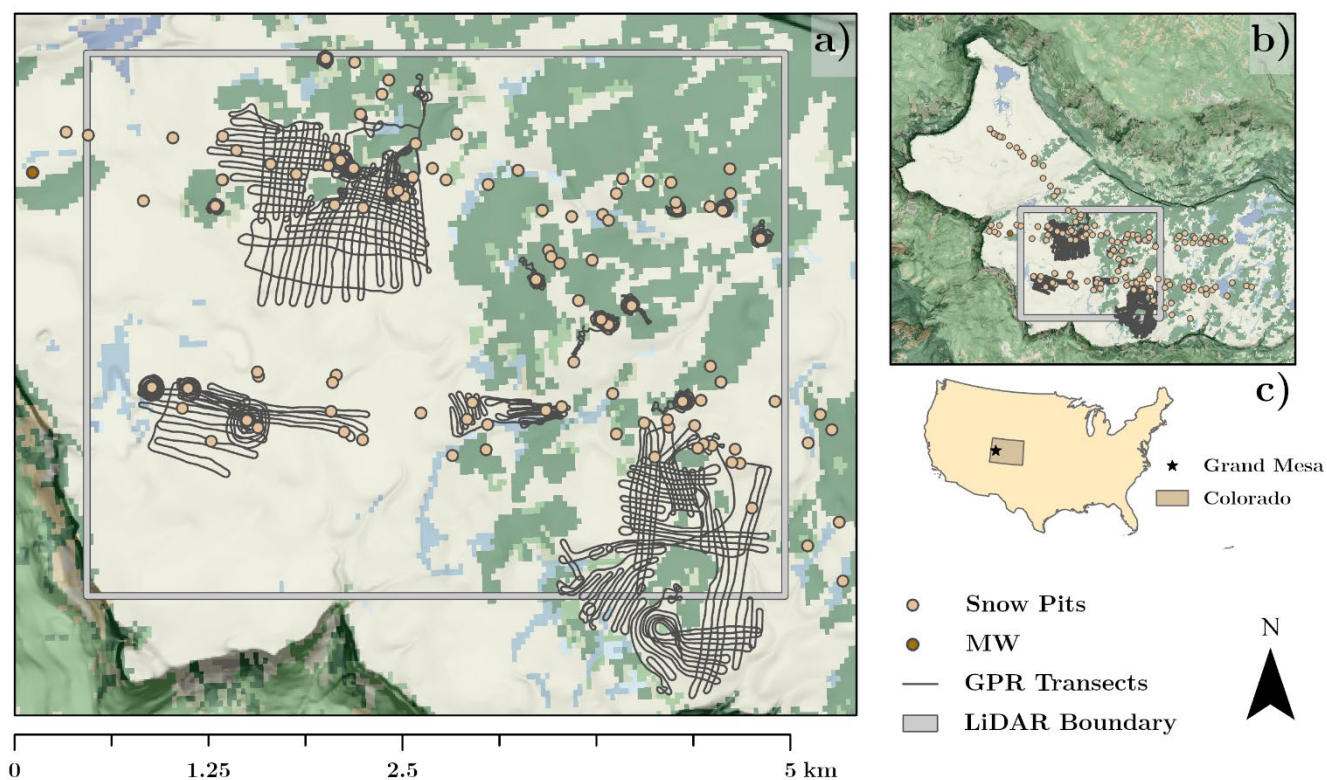 a)
b)
c)
Grand Mesa
Colorado
Snow Pits
MW
GPR Transects
LiDAR Boundary
N
0 1.25 2.5 5 km